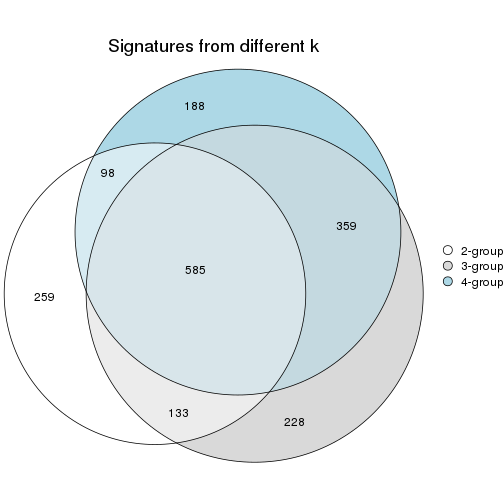 Signatures from different k
188
98
359
585
259
133
228
2-group
3-group
4-group